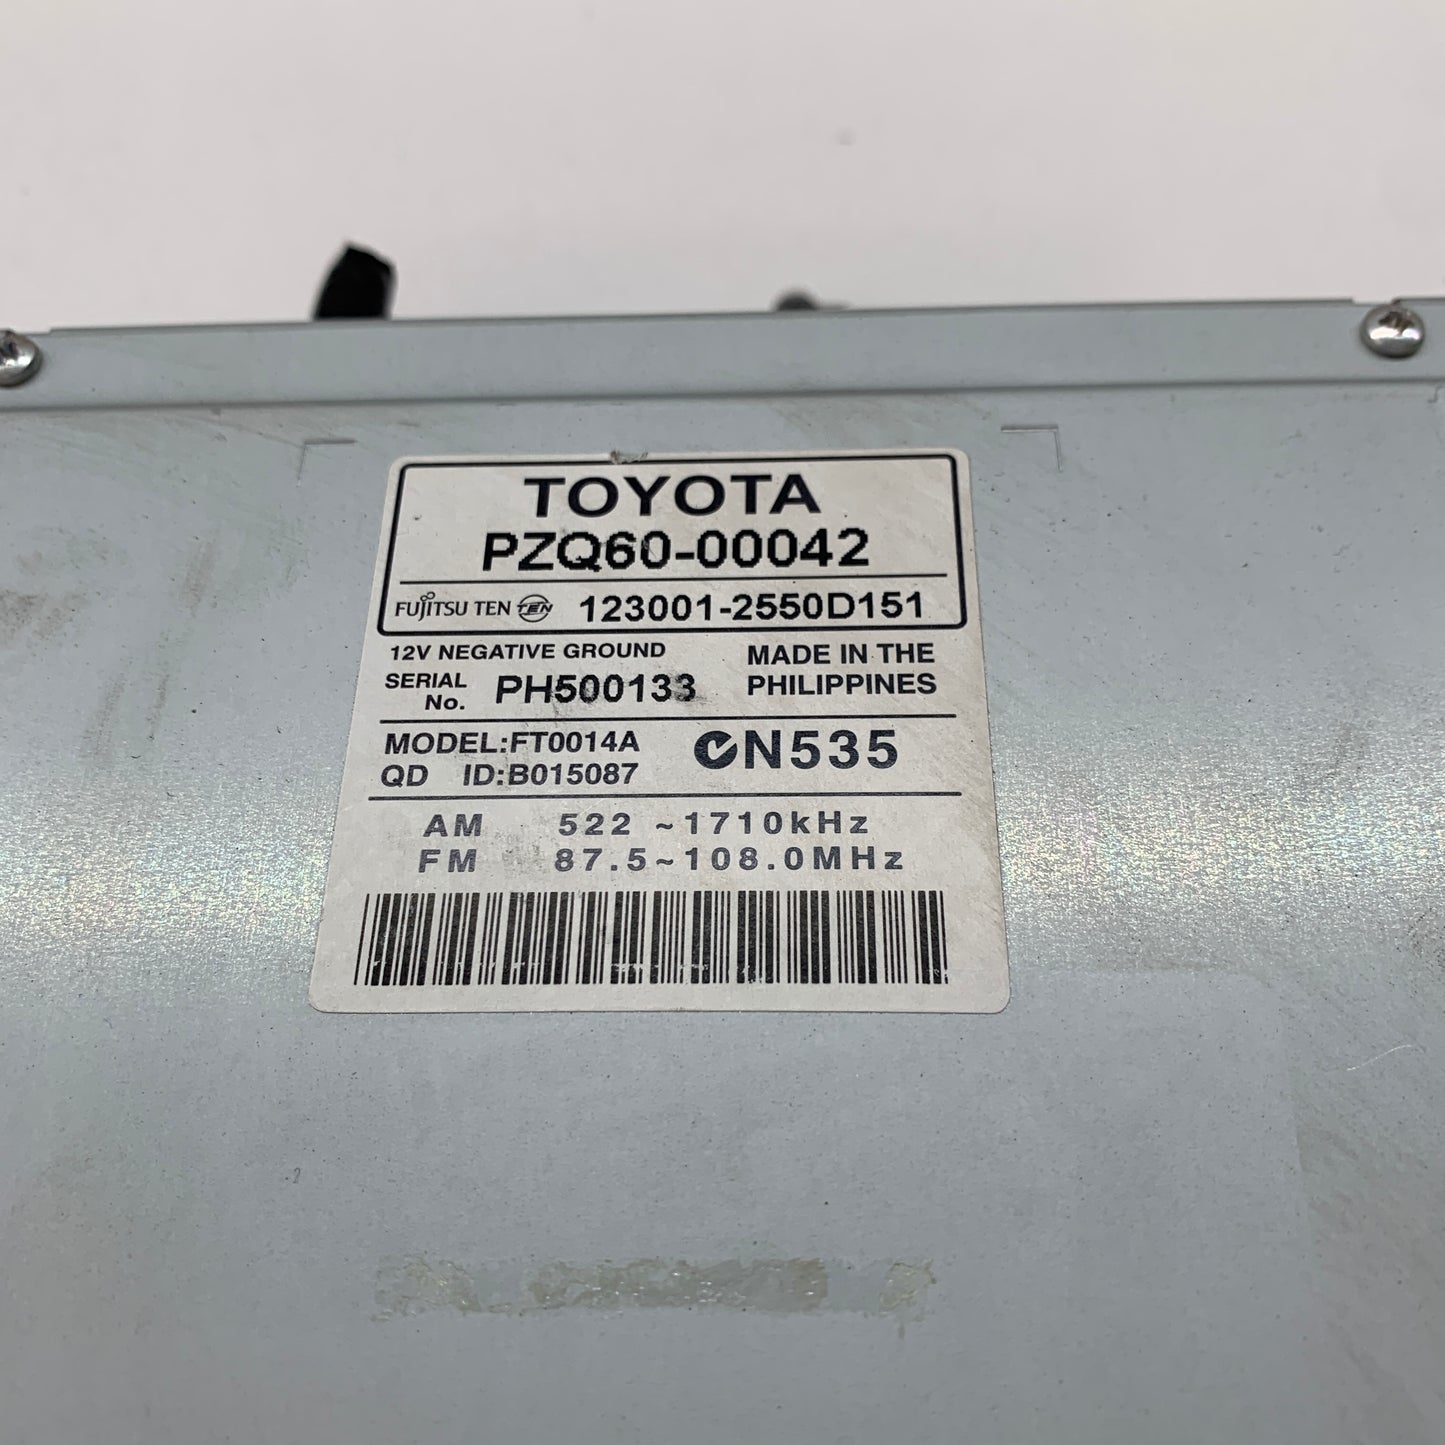 TOYOTA
PZQ60-00042
FUJITSU TEN TEN 123001-2550D151
12V NEGATIVE GROUND
SERIAL No. PH500133
MADE IN THE
PHILIPPINES
MODEL:FT0014A
QD ID:B015087
N535
AM 522 ~1710kHz
FM 87.5~108.0MHz